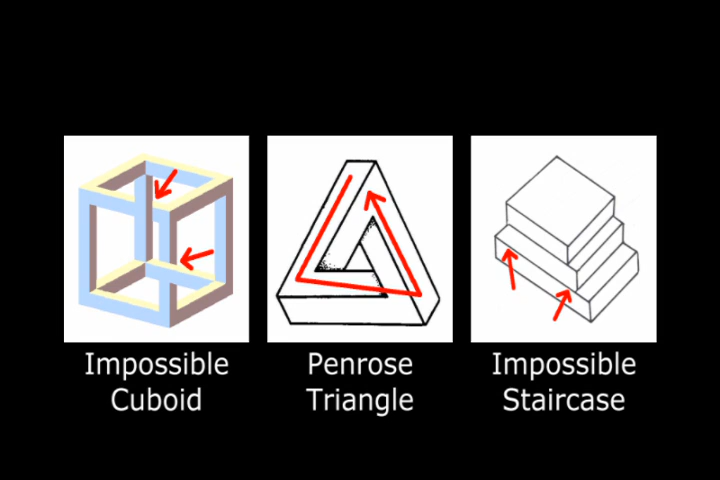 Impossible
Cuboid
Penrose
Triangle
Impossible
Staircase